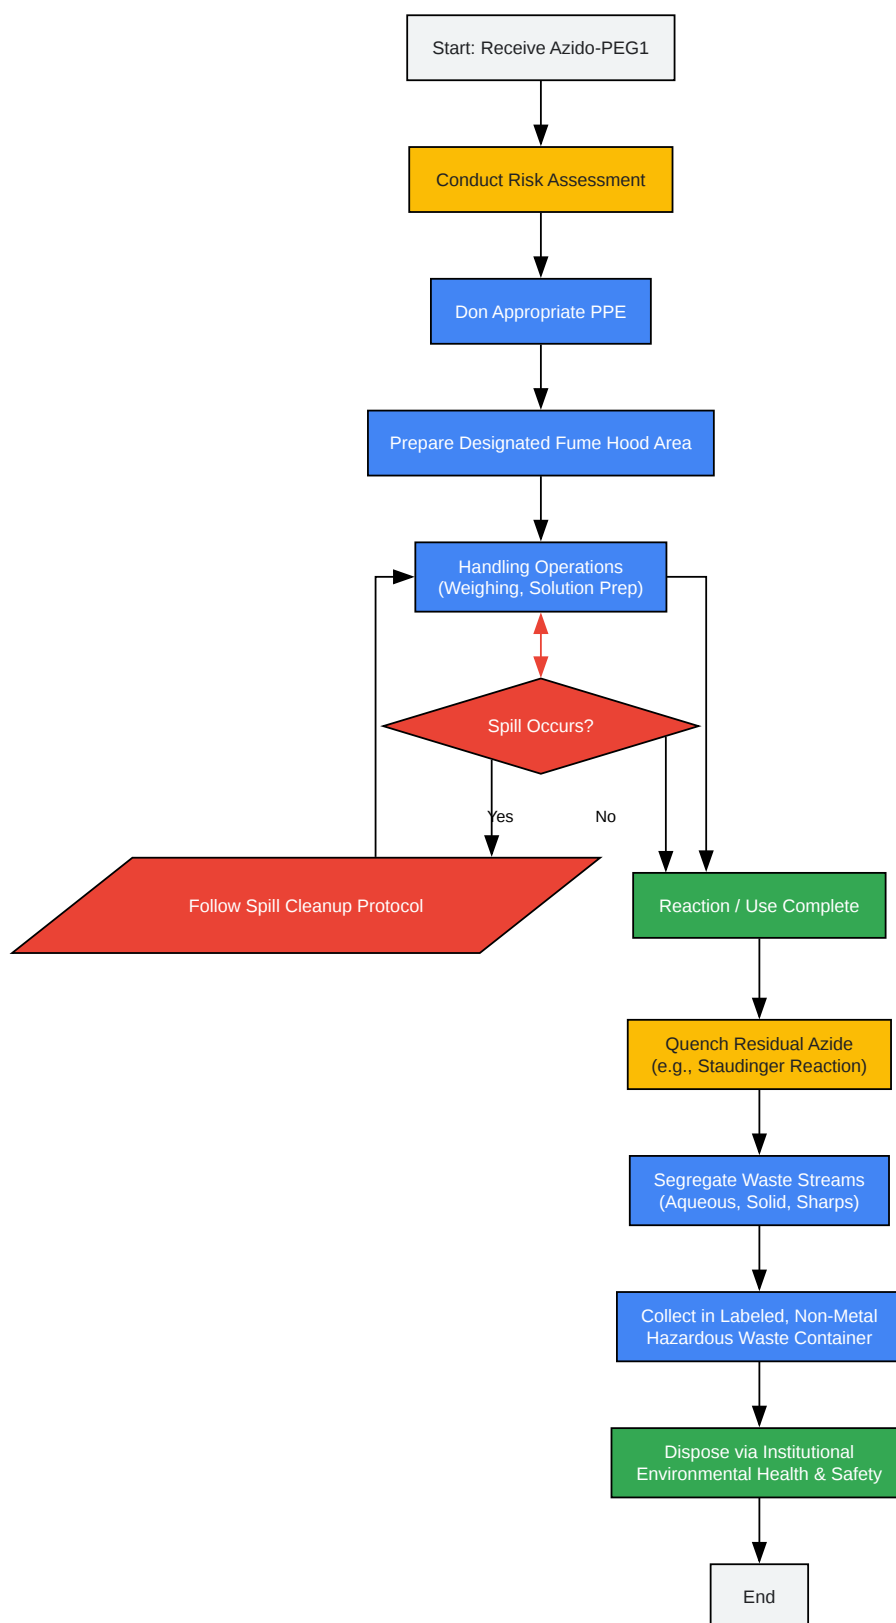 Start: Receive Azido-PEG1
Conduct Risk Assessment
Don Appropriate PPE
Prepare Designated Fume Hood Area
Handling Operations
(Weighing, Solution Prep)
Spill Occurs?
Yes
No
Follow Spill Cleanup Protocol
Reaction / Use Complete
Quench Residual Azide
(e.g., Staudinger Reaction)
Segregate Waste Streams
(Aqueous, Solid, Sharps)
Collect in Labeled, Non-Metal
Hazardous Waste Container
Dispose via Institutional
Environmental Health & Safety
End